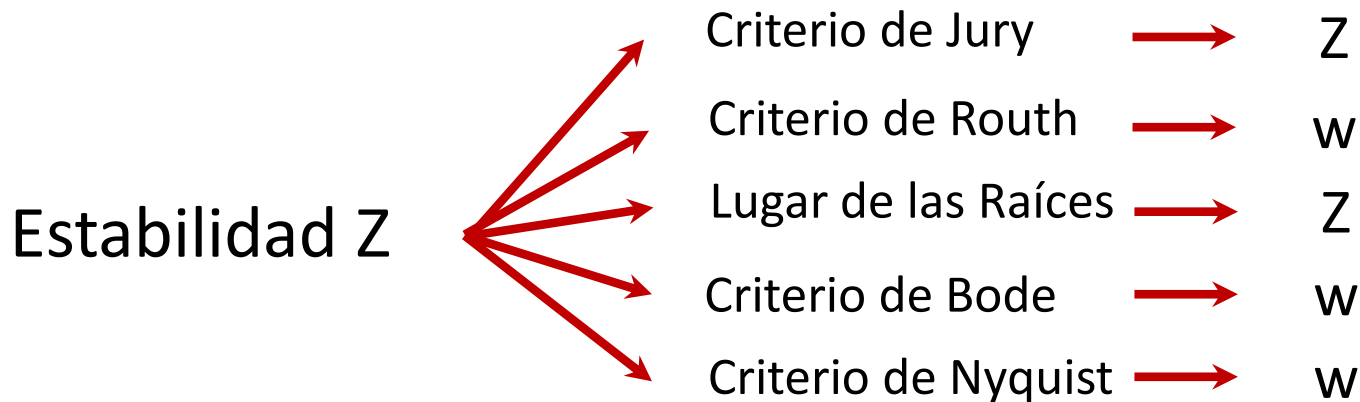 Criterio de Jury Z
Criterio de Routh w
Lugar de las Raíces Z
Estabilidad Z
Criterio de Bode w
Criterio de Nyquist w